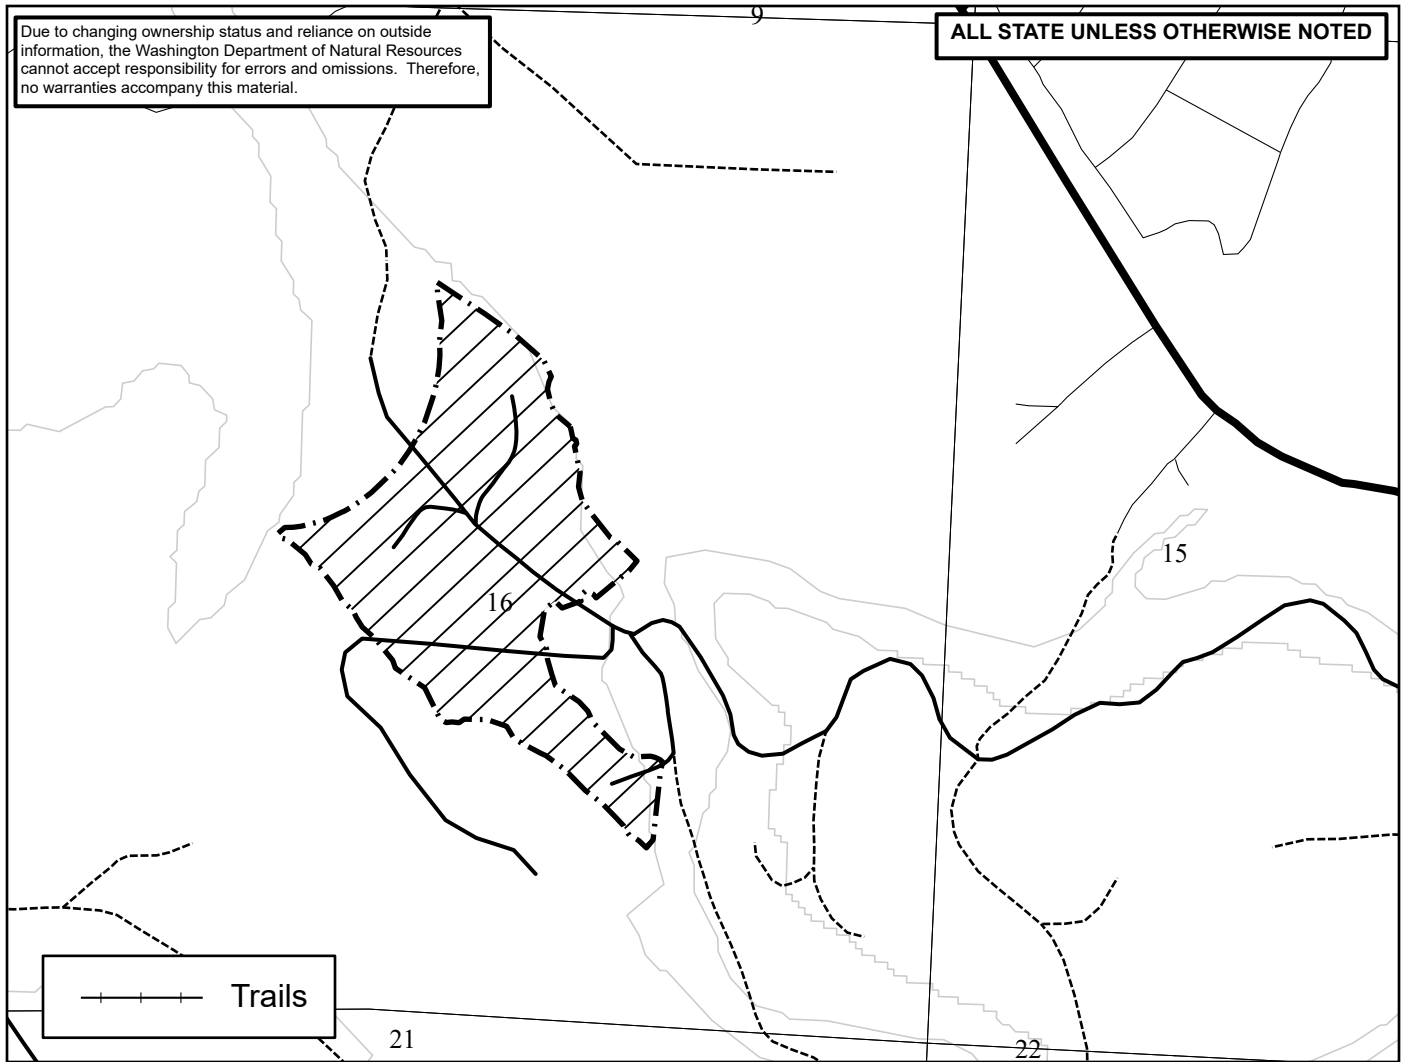 9
Due to changing ownership status and reliance on outside
information, the Washington Department of Natural Resources
cannot accept responsibility for errors and omissions.  Therefore,
no warranties accompany this material.
ALL STATE UNLESS OTHERWISE NOTED
15
16
Trails
21
22